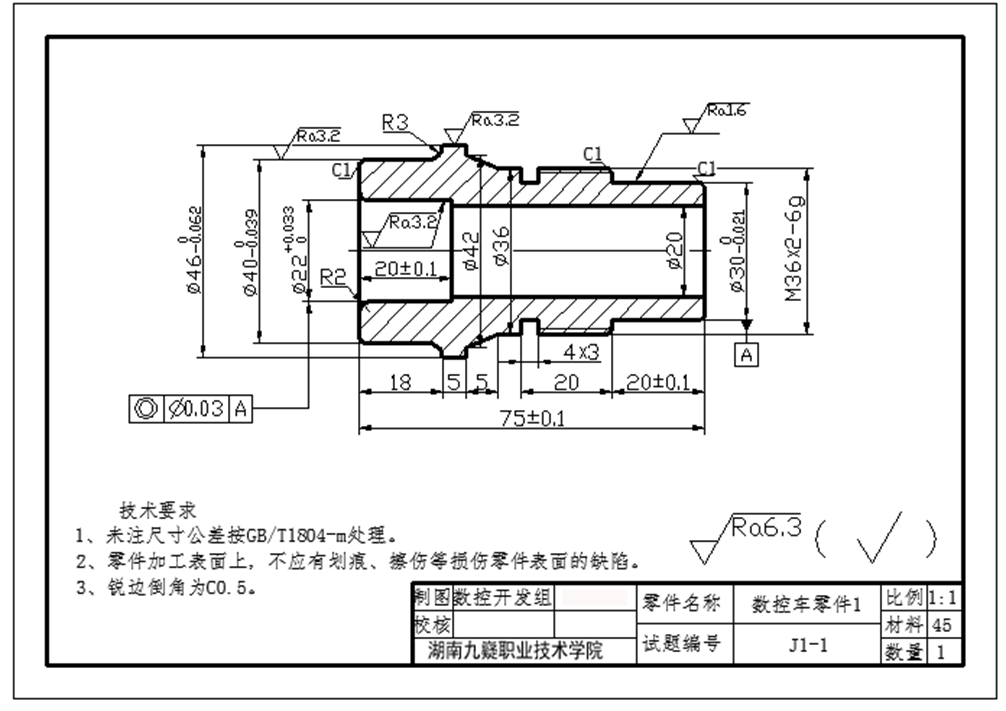 R3
Ra3.2
Ra3.2
Ra1.6
C1
C1
C1
Ra3.2
R2
20±0.1
ø46 0 -0.062
ø40 0 -0.039
ø22 +0.033 0
ø42
ø36
ø20
ø30 0 -0.021
M36x2-6g
A
4x3
18
5
5
20
20±0.1
75±0.1
◎ Ø0.03 A
技术要求
1、未注尺寸公差按GB/T1804-m处理。
2、零件加工表面上，不应有划痕、擦伤等损伤零件表面的缺陷。
3、锐边倒角为C0.5。
Ra6.3 ( √ )
制图 数控开发组 零件名称 数控车零件1 比例 1:1
校核 材料 45
湖南九嶷职业技术学院 试题编号 J1-1 数量 1